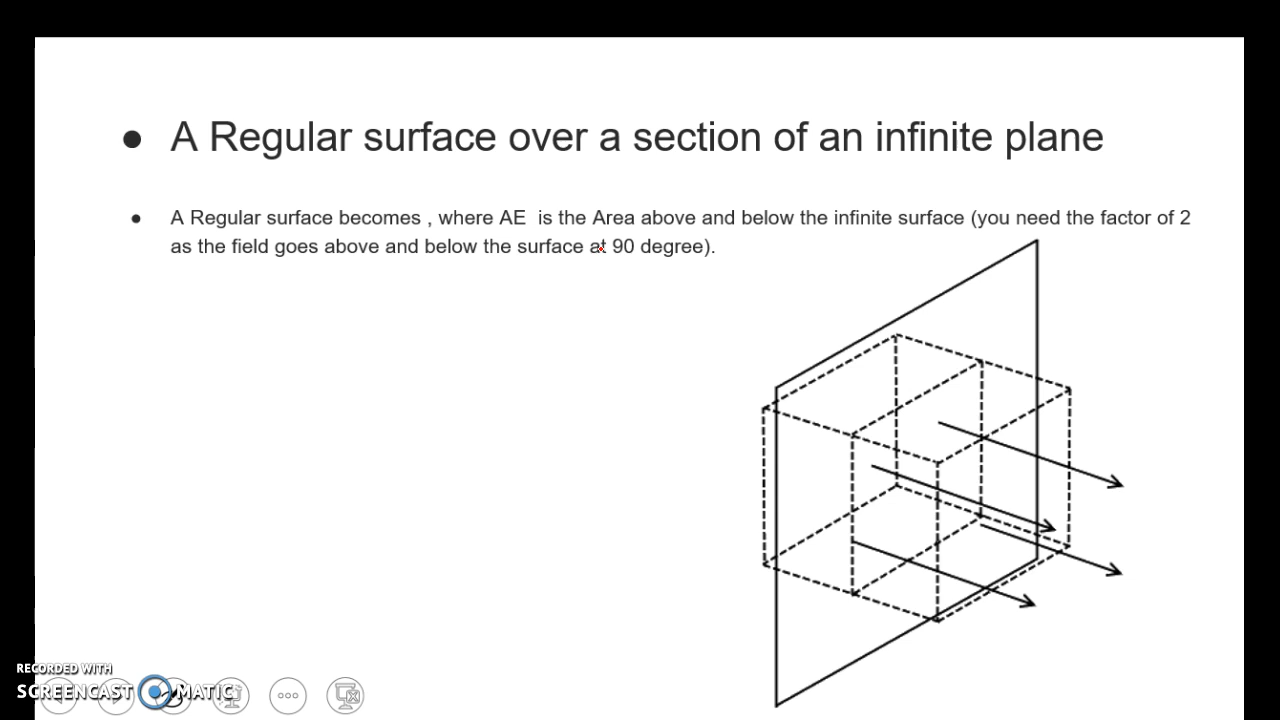 A Regular surface over a section of an infinite plane
A Regular surface becomes , where AE is the Area above and below the infinite surface (you need the factor of 2
as the field goes above and below the surface at 90 degree).
RECORDED WITH
SCREENCAST MATIC